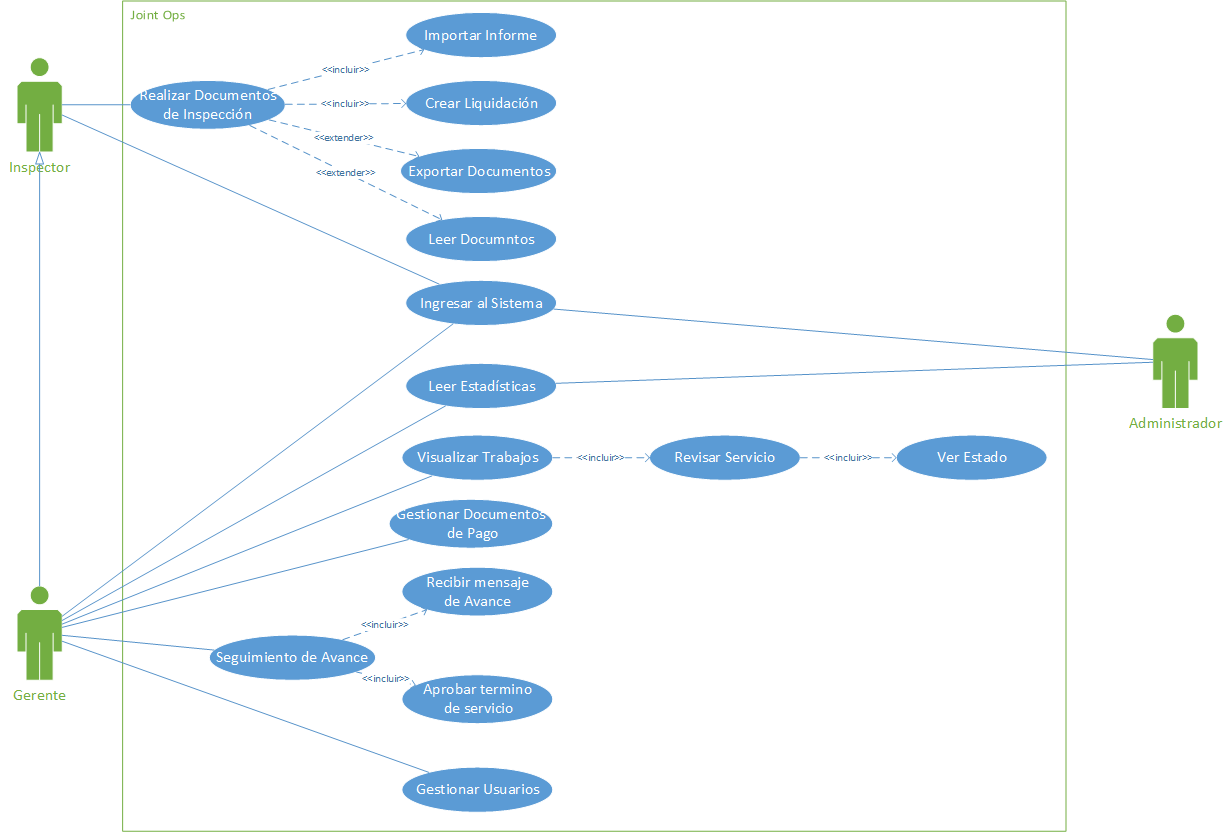 Joint Ops
Importar Informe
<<incluir>>
Realizar Documentos
de Inspección
<<incluir>>
Crear Liquidación
<<extender>>
Exportar Documentos
<<extender>>
Inspector
Leer Documntos
Ingresar al Sistema
Leer Estadísticas
Administrador
Visualizar Trabajos
<<incluir>>
Revisar Servicio
<<incluir>>
Ver Estado
Gestionar Documentos
de Pago
Recibir mensaje
de Avance
<<incluir>>
Seguimiento de Avance
<<incluir>>
Aprobar termino
de servicio
Gerente
Gestionar Usuarios